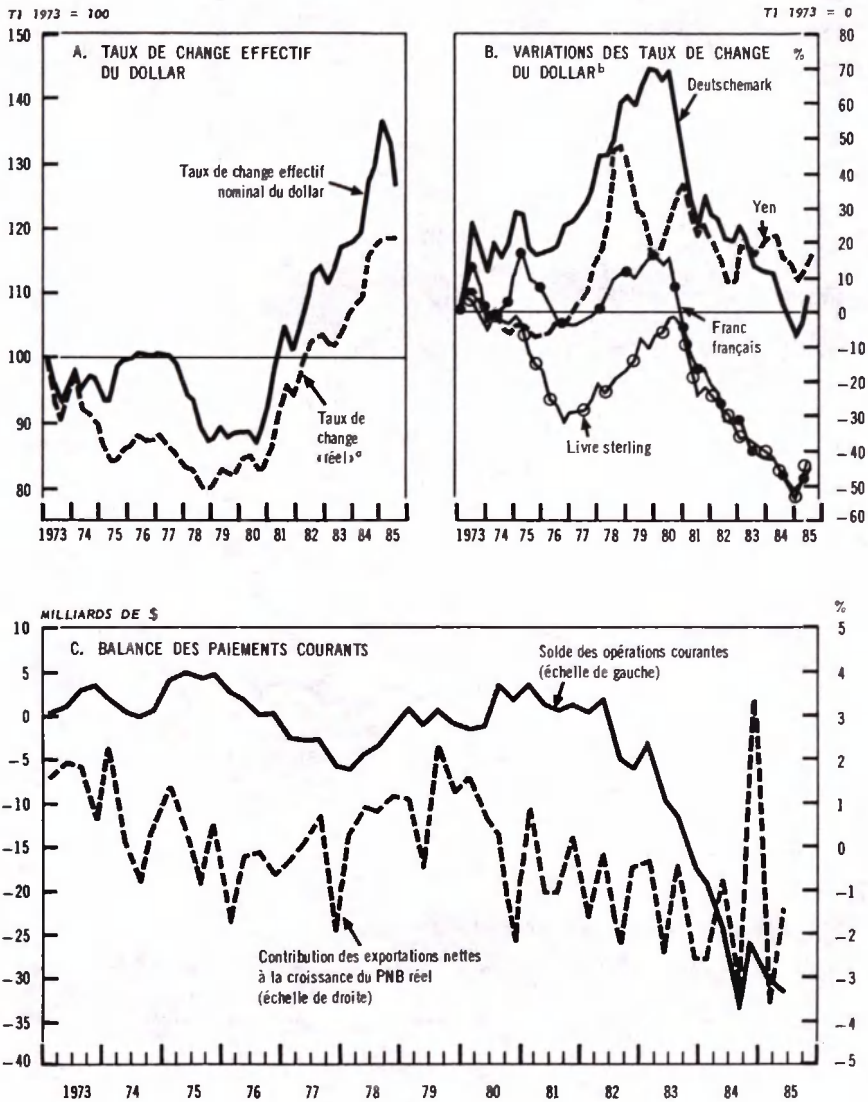 T1 1973 = 100
T1 1973 = 0
A. TAUX DE CHANGE EFFECTIF
DU DOLLAR
150
140
130
120
110
100
90
80
Taux de change effectif
nominal du dollar
Taux de
change
«réel»a
1973 74 75 76 77 78 79 80 81 82 83 84 85
B. VARIATIONS DES TAUX DE CHANGE %
DU DOLLARb
80
70
60
50
40
30
20
10
0
-10
-20
-30
-40
-50
-60
Deutschemark
Yen
Franc
français
Livre sterling
1973 74 75 76 77 78 79 80 81 82 83 84 85
MILLIARDS DE $
%
C. BALANCE DES PAIEMENTS COURANTS
10
5
0
-5
-10
-15
-20
-25
-30
-35
-40
Solde des opérations courantes
(échelle de gauche)
Contribution des exportations nettes
à la croissance du PNB réel
(échelle de droite)
5
4
3
2
1
0
-1
-2
-3
-4
-5
1973 74 75 76 77 78 79 80 81 82 83 84 85